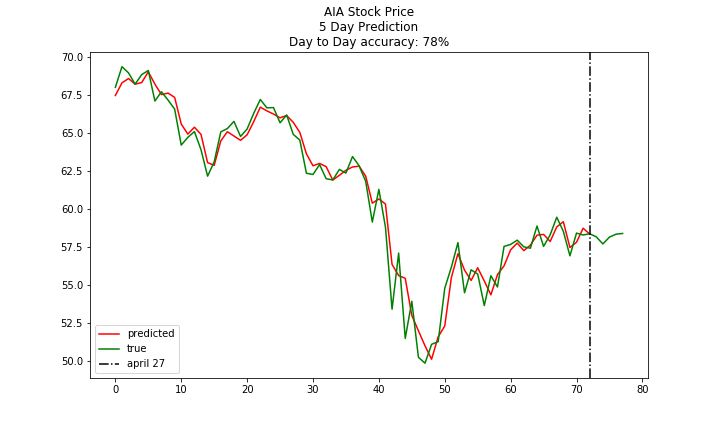 AIA Stock Price
5 Day Prediction
Day to Day accuracy: 78%
70.0
67.5
65.0
62.5
60.0
57.5
55.0
52.5
50.0
predicted
true
april 27
0 10 20 30 40 50 60 70 80